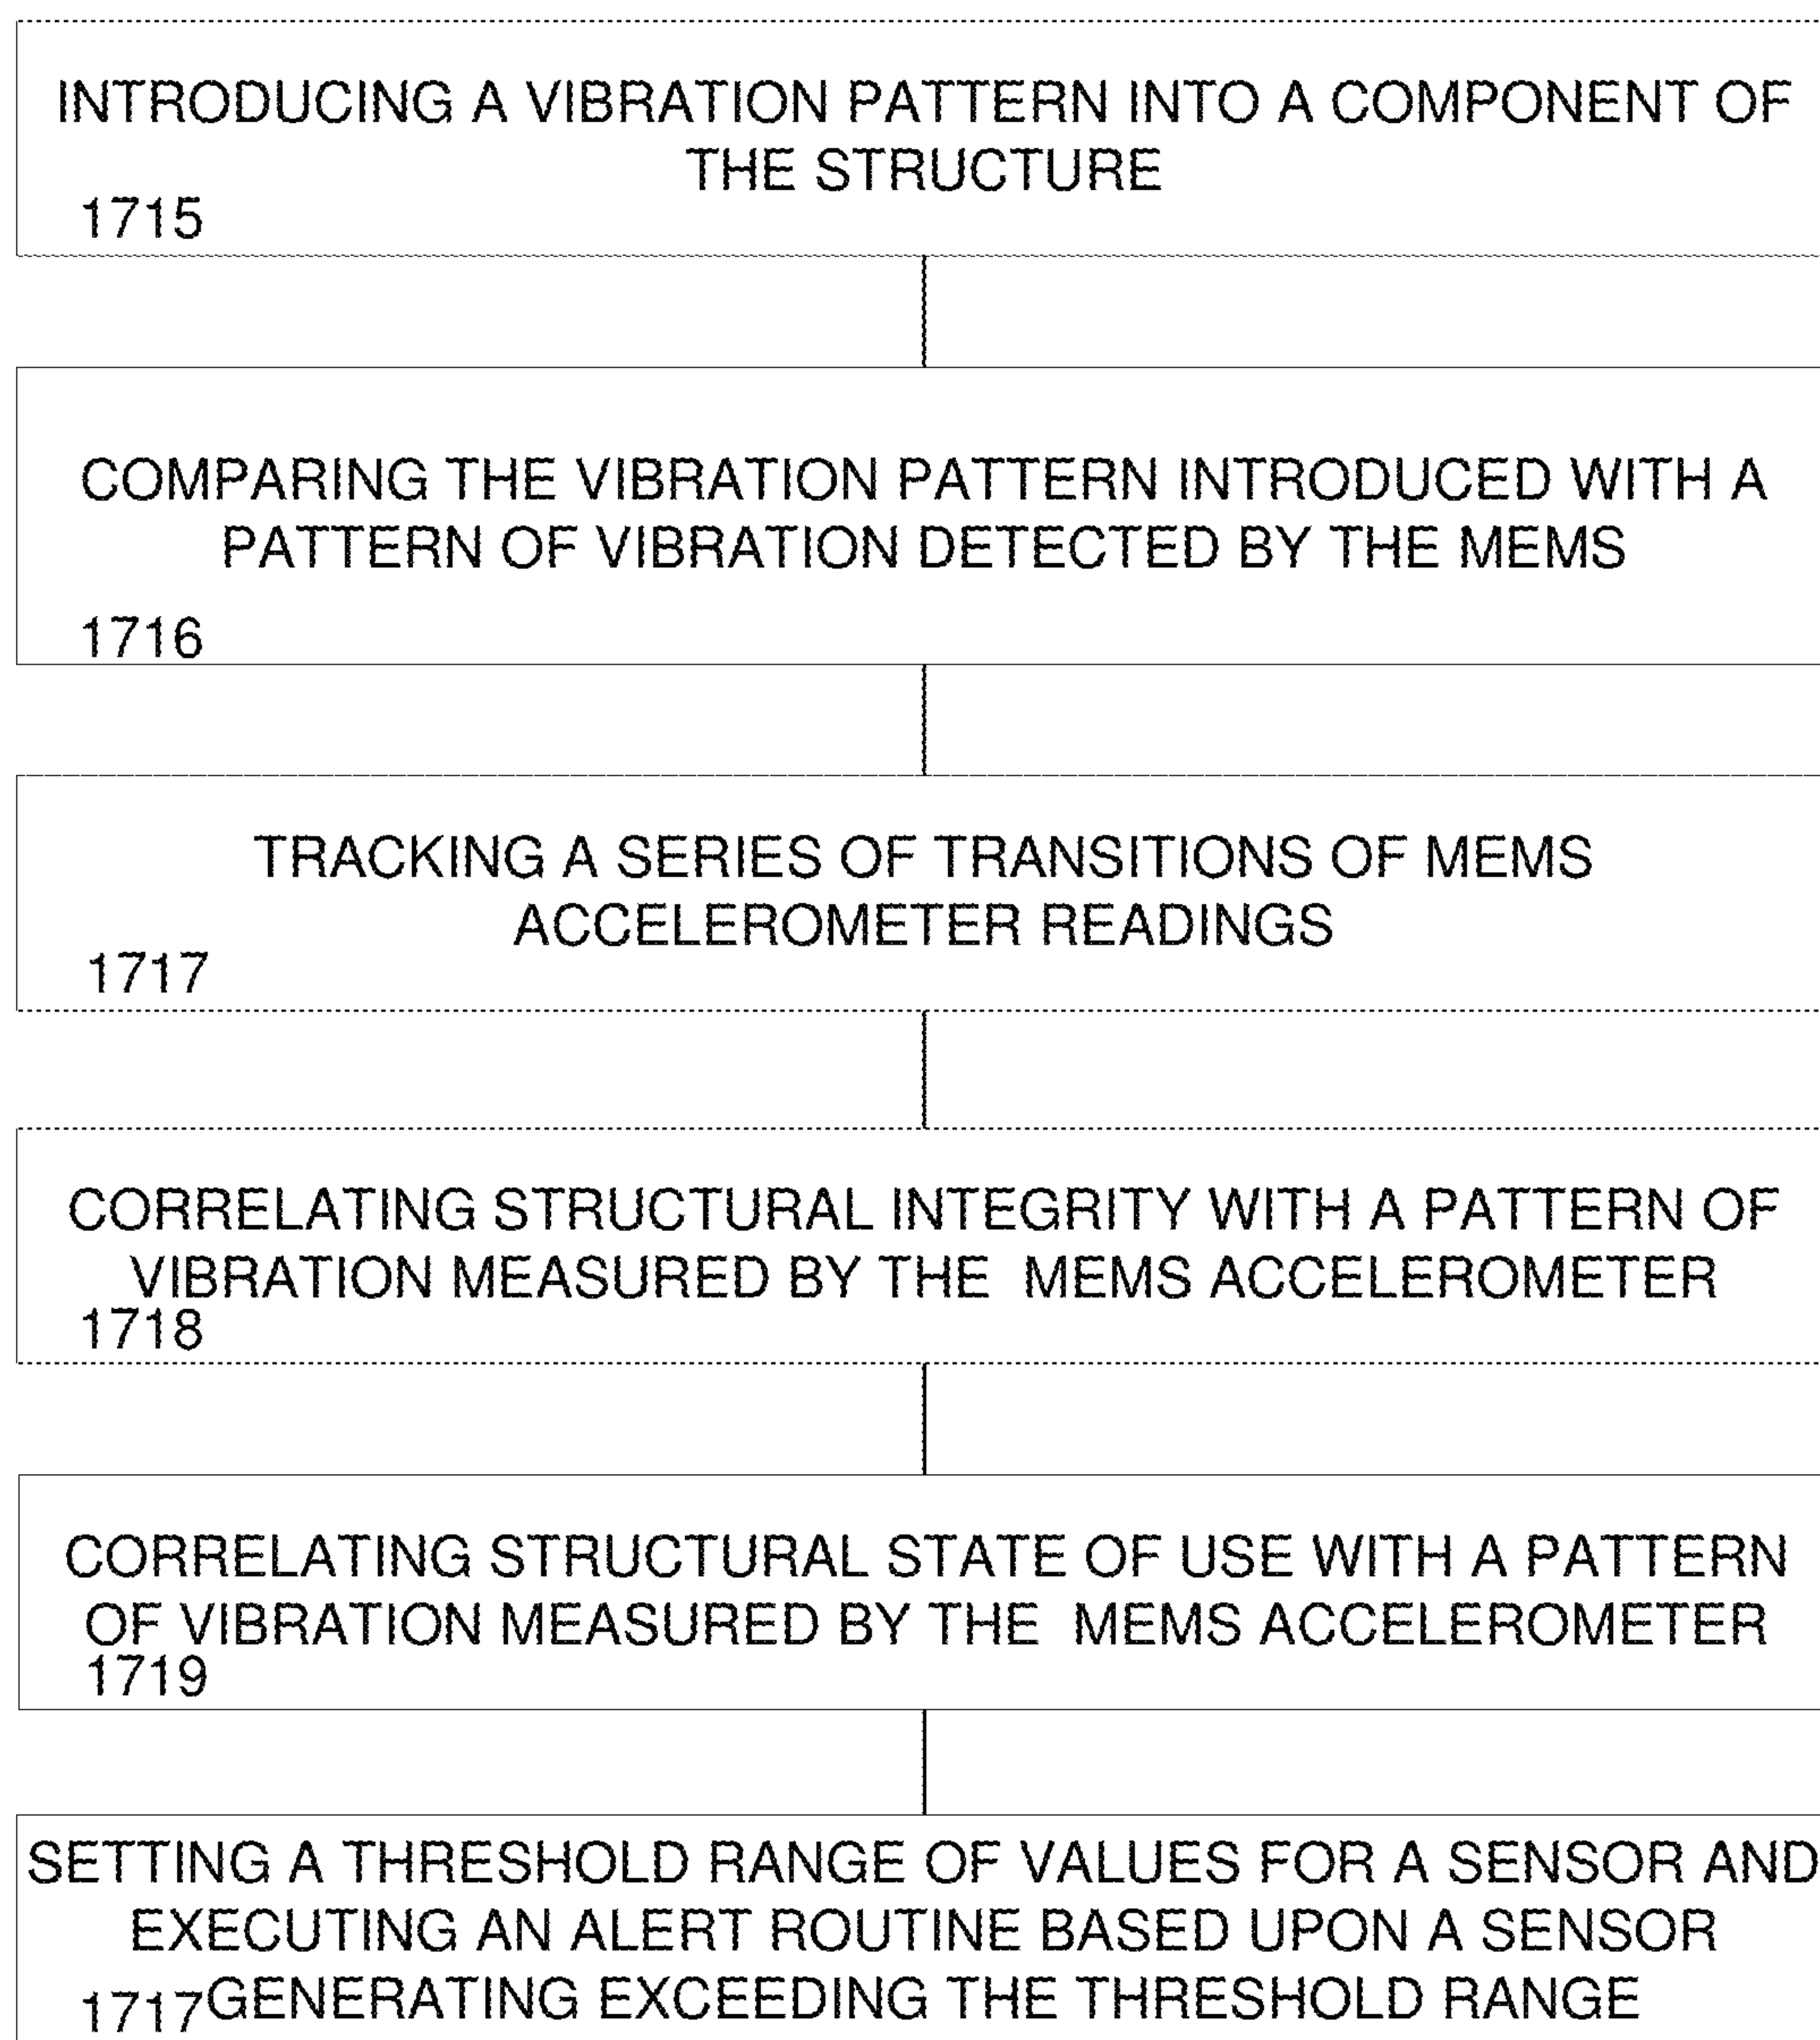 INTRODUCING A VIBRATION PATTERN INTO A COMPONENT OF
THE STRUCTURE
1715
COMPARING THE VIBRATION PATTERN INTRODUCED WITH A
PATTERN OF VIBRATION DETECTED BY THE MEMS
1716
TRACKING A SERIES OF TRANSITIONS OF MEMS
ACCELEROMETER READINGS
1717
CORRELATING STRUCTURAL INTEGRITY WITH A PATTERN OF
VIBRATION MEASURED BY THE MEMS ACCELEROMETER
1718
CORRELATING STRUCTURAL STATE OF USE WITH A PATTERN
OF VIBRATION MEASURED BY THE MEMS ACCELEROMETER
1719
SETTING A THRESHOLD RANGE OF VALUES FOR A SENSOR AND
EXECUTING AN ALERT ROUTINE BASED UPON A SENSOR
1717 GENERATING EXCEEDING THE THRESHOLD RANGE